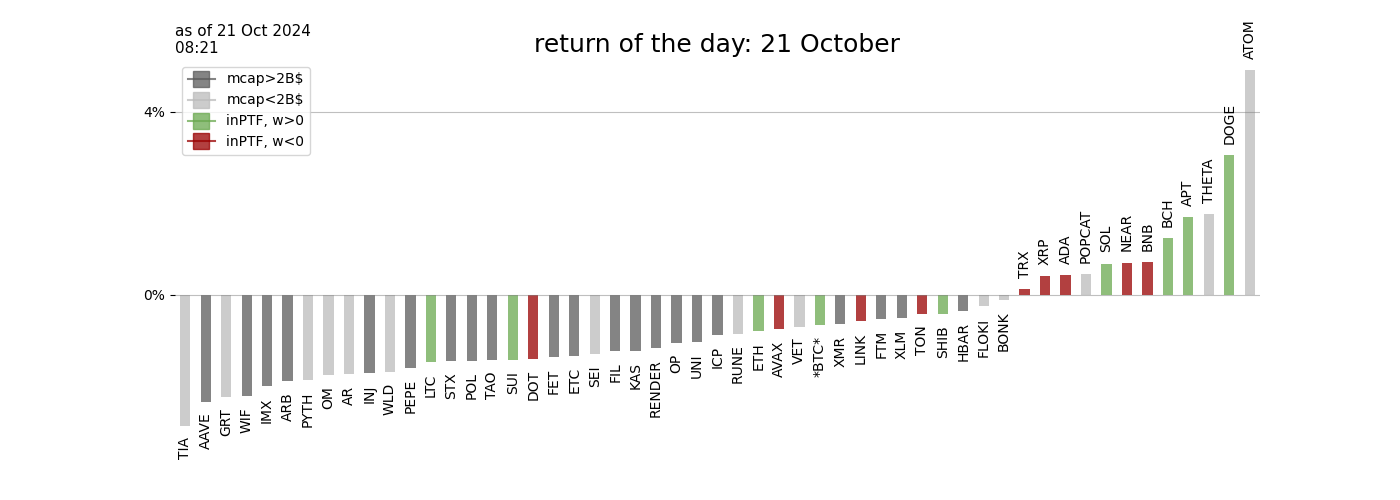 as of 21 Oct 2024
08:21
return of the day: 21 October
mcap>2B$
mcap<2B$
inPTF, w>0
inPTF, w<0
4%
0%
TIA
AAVE
GRT
WIF
IMX
ARB
PYTH
OM
AR
INJ
WLD
PEPE
LTC
STX
POL
TAO
SUI
DOT
FET
ETC
SEI
FIL
KAS
RENDER
OP
UNI
ICP
RUNE
ETH
AVAX
VET
*BTC*
XMR
LINK
FTM
XLM
TON
SHIB
HBAR
FLOKI
BONK
TRX
XRP
ADA
POPCAT
SOL
NEAR
BNB
BCH
APT
THETA
DOGE
ATOM